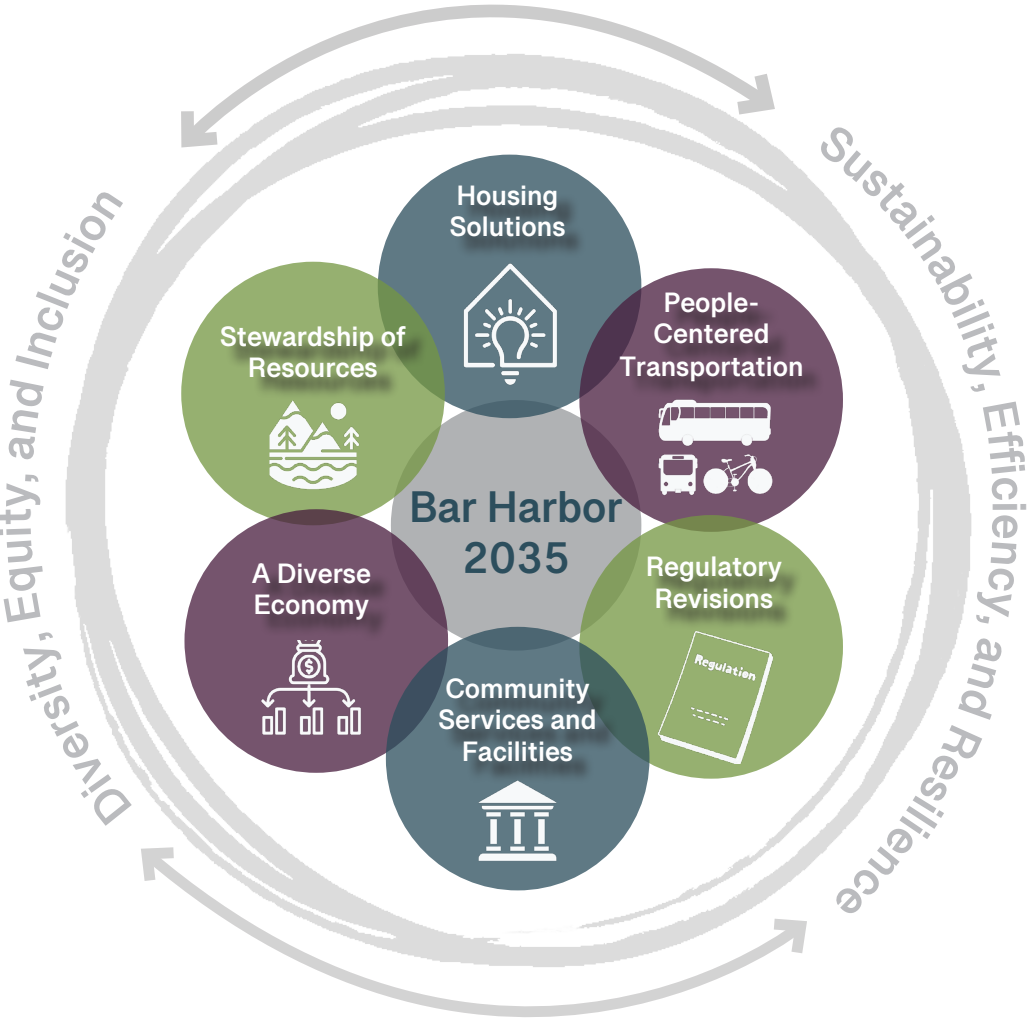 Diversity, Equity, and Inclusion
Sustainability, Efficiency, and Resilience
Housing
Solutions
People-
Centered
Transportation
Stewardship of
Resources
Bar Harbor
2035
A Diverse
Economy
$
Regulatory
Revisions
Regulation
Community
Services and
Facilities